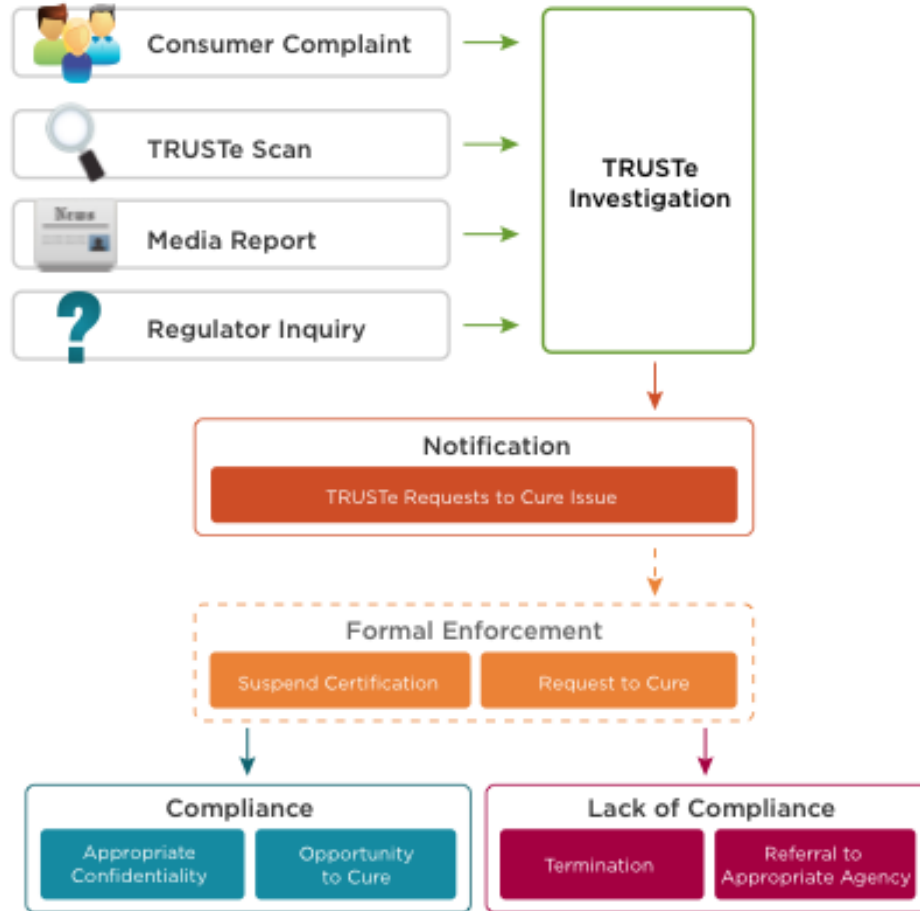 Consumer Complaint
TRUSTe Scan
News
Media Report
Regulator Inquiry
TRUSTe
Investigation
Notification
TRUSTe Requests to Cure Issue
Formal Enforcement
Suspend Certification
Request to Cure
Compliance
Appropriate
Confidentiality
Opportunity
to Cure
Lack of Compliance
Termination
Referral to
Appropriate Agency